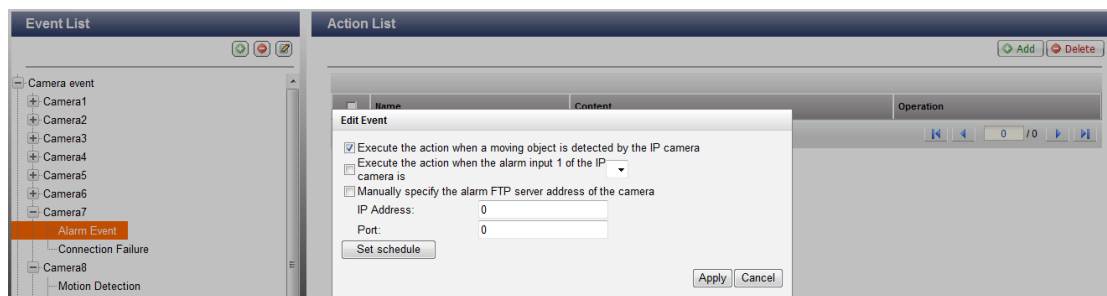 Event List
Action List
Add
Delete
Camera event
Camera1
Camera2
Camera3
Camera4
Camera5
Camera6
Camera7
Alarm Event
Connection Failure
Camera8
Motion Detection
Name Content Operation
0 / 0
Edit Event
Execute the action when a moving object is detected by the IP camera
Execute the action when the alarm input 1 of the IP
camera is
Manually specify the alarm FTP server address of the camera
IP Address: 0
Port: 0
Set schedule
Apply Cancel